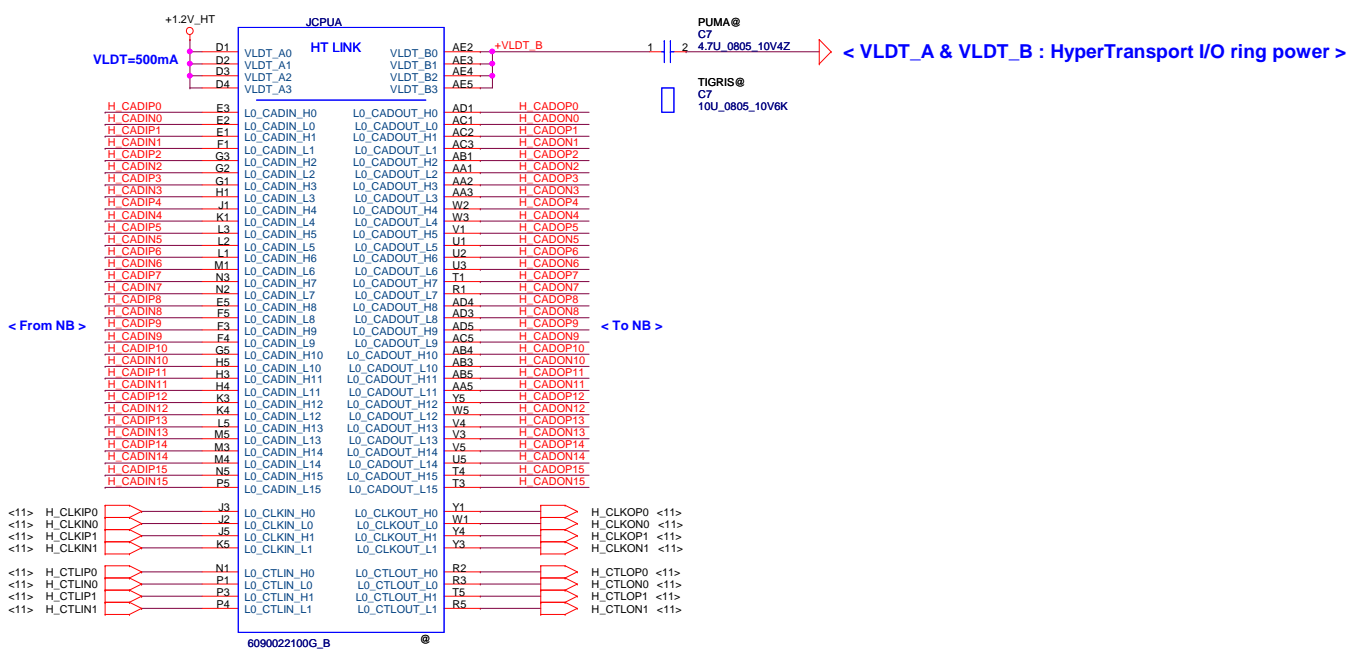 +1.2V_HT
JCPUA
HT LINK
VLDT=500mA
D1 VLDT_A0 VLDT_B0 AE2 +VLDT_B
D2 VLDT_A1 VLDT_B1 AE3
D3 VLDT_A2 VLDT_B2 AE4
D4 VLDT_A3 VLDT_B3 AE5
1 2
PUMA@
C7
4.7U_0805_10V4Z
< VLDT_A & VLDT_B : HyperTransport I/O ring power >
TIGRIS@
C7
10U_0805_10V6K
H_CADIP0 E3 L0_CADIN_H0 L0_CADOUT_H0 AD1 H_CADOP0
H_CADIN0 E2 L0_CADIN_L0 L0_CADOUT_L0 AC1 H_CADON0
H_CADIP1 E1 L0_CADIN_H1 L0_CADOUT_H1 AC2 H_CADOP1
H_CADIN1 F1 L0_CADIN_L1 L0_CADOUT_L1 AC3 H_CADON1
H_CADIP2 G3 L0_CADIN_H2 L0_CADOUT_H2 AB1 H_CADOP2
H_CADIN2 G2 L0_CADIN_L2 L0_CADOUT_L2 AA1 H_CADON2
H_CADIP3 G1 L0_CADIN_H3 L0_CADOUT_H3 AA2 H_CADOP3
H_CADIN3 H1 L0_CADIN_L3 L0_CADOUT_L3 AA3 H_CADON3
H_CADIP4 J1 L0_CADIN_H4 L0_CADOUT_H4 W2 H_CADOP4
H_CADIN4 K1 L0_CADIN_L4 L0_CADOUT_L4 W3 H_CADON4
H_CADIP5 L3 L0_CADIN_H5 L0_CADOUT_H5 V1 H_CADOP5
H_CADIN5 L2 L0_CADIN_L5 L0_CADOUT_L5 U1 H_CADON5
H_CADIP6 L1 L0_CADIN_H6 L0_CADOUT_H6 U2 H_CADOP6
H_CADIN6 M1 L0_CADIN_L6 L0_CADOUT_L6 U3 H_CADON6
H_CADIP7 N3 L0_CADIN_H7 L0_CADOUT_H7 T1 H_CADOP7
H_CADIN7 N2 L0_CADIN_L7 L0_CADOUT_L7 R1 H_CADON7
H_CADIP8 E5 L0_CADIN_H8 L0_CADOUT_H8 AD4 H_CADOP8
H_CADIN8 F5 L0_CADIN_L8 L0_CADOUT_L8 AD3 H_CADON8
< From NB >
< To NB >
H_CADIP9 F3 L0_CADIN_H9 L0_CADOUT_H9 AD5 H_CADOP9
H_CADIN9 F4 L0_CADIN_L9 L0_CADOUT_L9 AC5 H_CADON9
H_CADIP10 G5 L0_CADIN_H10 L0_CADOUT_H10 AB4 H_CADOP10
H_CADIN10 H5 L0_CADIN_L10 L0_CADOUT_L10 AB3 H_CADON10
H_CADIP11 H3 L0_CADIN_H11 L0_CADOUT_H11 AB5 H_CADOP11
H_CADIN11 H4 L0_CADIN_L11 L0_CADOUT_L11 AA5 H_CADON11
H_CADIP12 K3 L0_CADIN_H12 L0_CADOUT_H12 Y5 H_CADOP12
H_CADIN12 K4 L0_CADIN_L12 L0_CADOUT_L12 W5 H_CADON12
H_CADIP13 L5 L0_CADIN_H13 L0_CADOUT_H13 V4 H_CADOP13
H_CADIN13 M5 L0_CADIN_L13 L0_CADOUT_L13 V3 H_CADON13
H_CADIP14 M3 L0_CADIN_H14 L0_CADOUT_H14 V5 H_CADOP14
H_CADIN14 M4 L0_CADIN_L14 L0_CADOUT_L14 U5 H_CADON14
H_CADIP15 N5 L0_CADIN_H15 L0_CADOUT_H15 T4 H_CADOP15
H_CADIN15 P5 L0_CADIN_L15 L0_CADOUT_L15 T3 H_CADON15
<11> H_CLKIP0 J3 L0_CLKIN_H0 L0_CLKOUT_H0 Y1 H_CLKOP0 <11>
<11> H_CLKIN0 J2 L0_CLKIN_L0 L0_CLKOUT_L0 W1 H_CLKON0 <11>
<11> H_CLKIP1 J5 L0_CLKIN_H1 L0_CLKOUT_H1 Y4 H_CLKOP1 <11>
<11> H_CLKIN1 K5 L0_CLKIN_L1 L0_CLKOUT_L1 Y3 H_CLKON1 <11>
<11> H_CTLIP0 N1 L0_CTLIN_H0 L0_CTLOUT_H0 R2 H_CTLOP0 <11>
<11> H_CTLIN0 P1 L0_CTLIN_L0 L0_CTLOUT_L0 R3 H_CTLON0 <11>
<11> H_CTLIP1 P3 L0_CTLIN_H1 L0_CTLOUT_H1 T5 H_CTLOP1 <11>
<11> H_CTLIN1 P4 L0_CTLIN_L1 L0_CTLOUT_L1 R5 H_CTLON1 <11>
6090022100G_B @